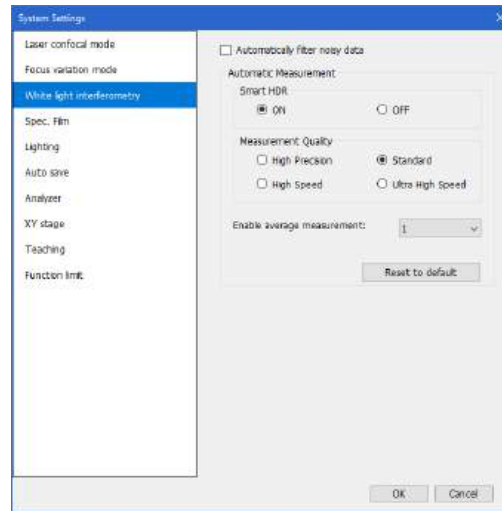 System Settings
Laser confocal mode
Focus variation mode
White light interferometry
Spec. Film
Lighting
Auto save
Analyzer
XY stage
Teaching
Function limit
Automatically filter noisy data
Automatic Measurement
Smart HDR
ON OFF
Measurement Quality
High Precision Standard
High Speed Ultra High Speed
Enable average measurement: 1
Reset to default
OK Cancel